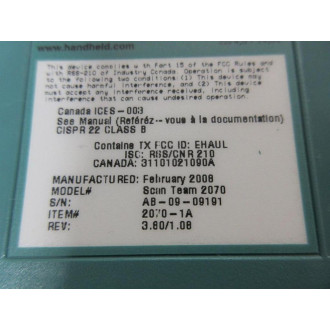 www.handheld.com
This device complies with Part 15 of the FCC Rules and
with RSS-210 of Industry Canada. Operation is subject
to the following two conditions (1) This device may
not cause harmful interference, and (2) This device
must accept any interference received, including
interference that can cause undesired operation.
Canada ICES-003
See Manual (Référéz-- vous à la documentation)
CISPR 22 CLASS B
Contains TX FCC ID: EHAUL
ISC: RSS/CNR 210
CANADA: 31101021090A
MANUFACTURED: February 2008
MODEL# Scan Team 2070
S/N: AB-09-09191
ITEM# 2070-1A
REV: 3.80/1.08